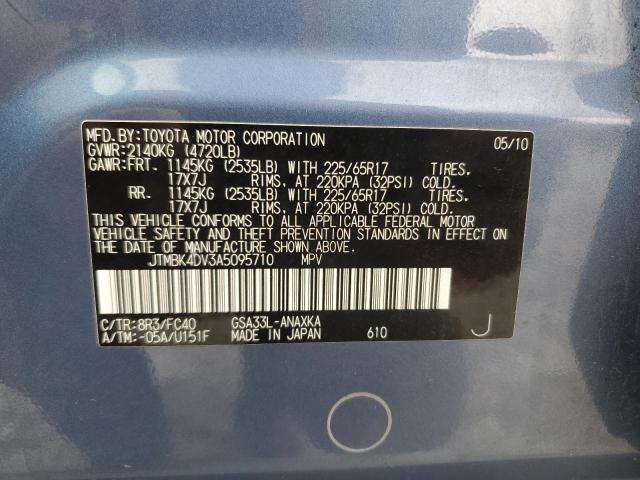 MFD.BY:TOYOTA MOTOR CORPORATION 05/10
GVWR:2140KG (4720LB)
GAWR:FRT. 1145KG (2535LB) WITH 225/65R17 TIRES.
17X7J RIMS, AT 220KPA (32PSI) COLD.
RR. 1145KG (2535LB) WITH 225/65R17 TIRES.
17X7J RIMS, AT 220KPA (32PSI) COLD.
THIS VEHICLE CONFORMS TO ALL APPLICABLE FEDERAL MOTOR
VEHICLE SAFETY AND THEFT PREVENTION STANDARDS IN EFFECT ON
THE DATE OF MANUFACTURE SHOWN ABOVE.
JTMBK4DV3A5095710 MPV
C/TR:8R3/FC40 GSA33L-ANAXKA
A/TM:-05A/U151F MADE IN JAPAN 610 J